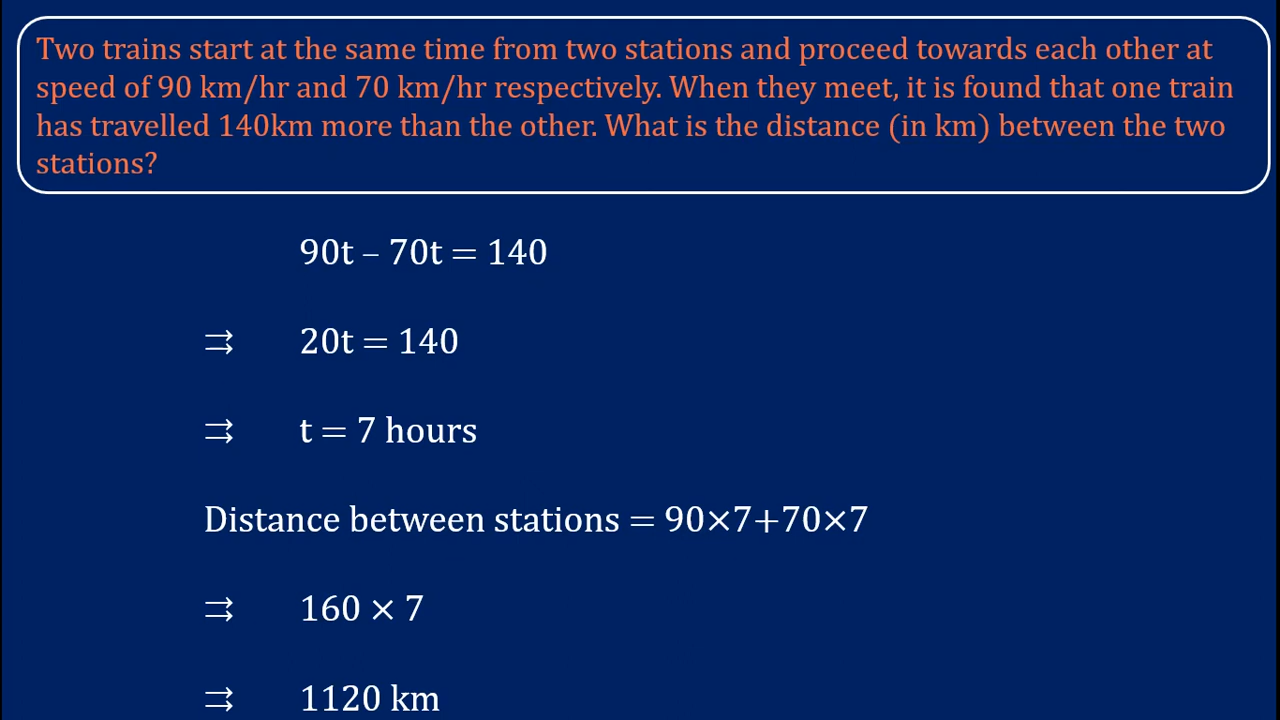 Two trains start at the same time from two stations and proceed towards each other at
speed of 90 km/hr and 70 km/hr respectively. When they meet, it is found that one train
has travelled 140km more than the other. What is the distance (in km) between the two
stations?
90t – 70t = 140
⇉ 20t = 140
⇉ t = 7 hours
Distance between stations = 90×7+70×7
⇉ 160 × 7
⇉ 1120 km